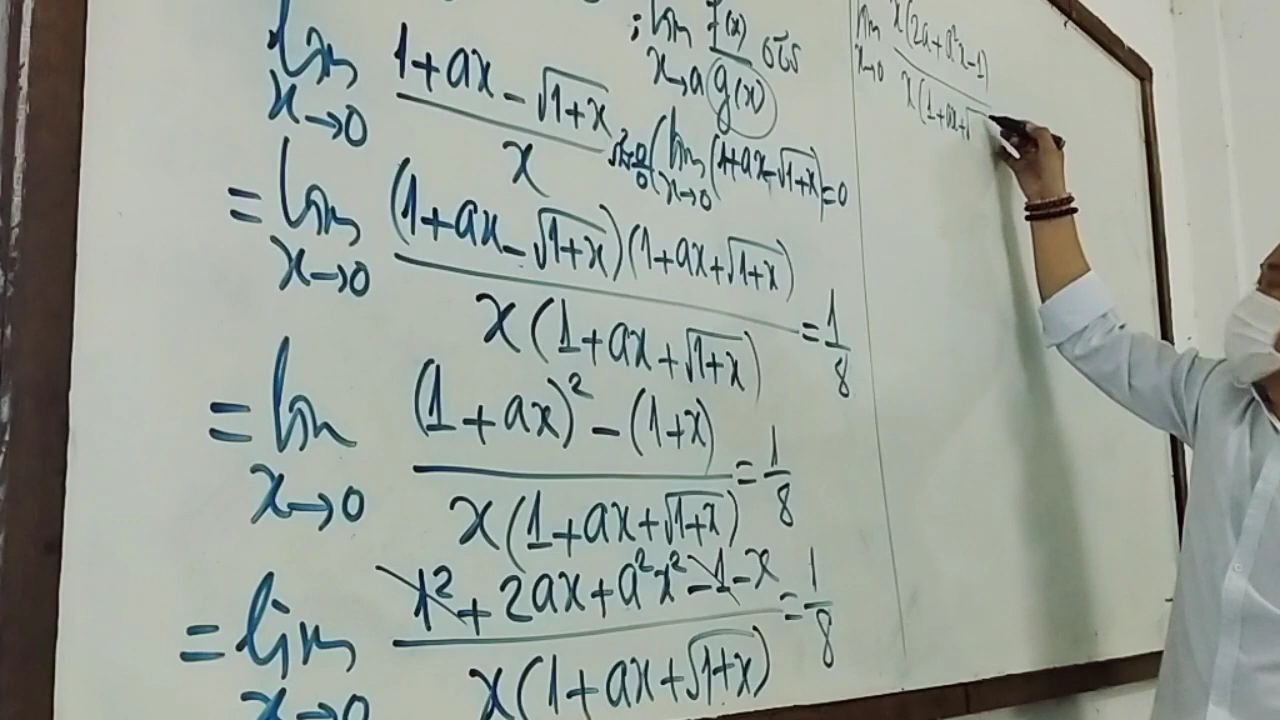 ; lim f(x)
x→a g(x)
lim 1+ax-√1+x
x→0 x
(lim (1+ax-√1+x)=0
x→0
= lim (1+ax-√1+x)(1+ax+√1+x)
x→0 x(1+ax+√1+x) = 1/8
= lim (1+ax)² - (1+x)
x→0 x(1+ax+√1+x) = 1/8
= lim 1² + 2ax + a²x² - 1 - x
x→0 x(1+ax+√1+x) = 1/8
lim x(2a+a²x-1)
x→0 x(1+ax+√